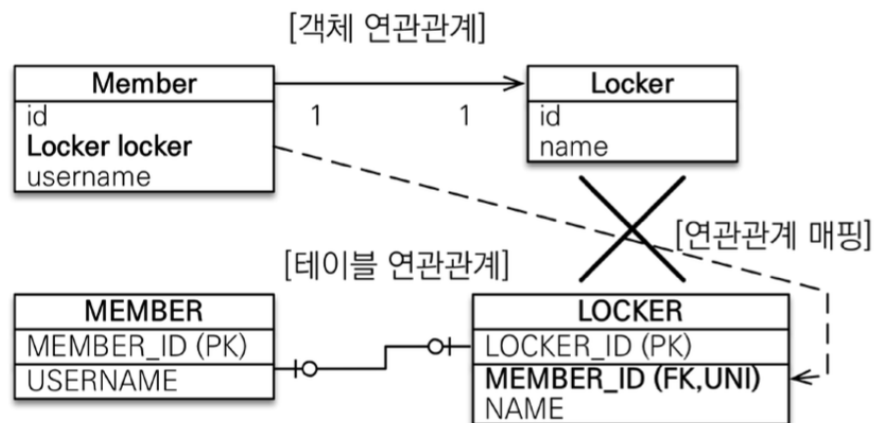 [객체 연관관계]
Member
id
Locker locker
username
1
1
Locker
id
name
[연관관계 매핑]
[테이블 연관관계]
MEMBER
MEMBER_ID (PK)
USERNAME
LOCKER
LOCKER_ID (PK)
MEMBER_ID (FK,UNI)
NAME